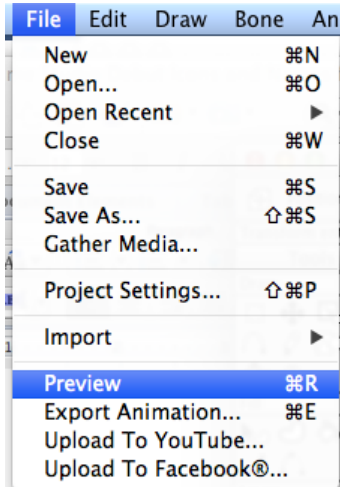 File Edit Draw Bone An
New ⌘N
Open... ⌘O
Open Recent ▶
Close ⌘W
Save ⌘S
Save As... ⇧⌘S
Gather Media...
Project Settings... ⇧⌘P
Import ▶
Preview ⌘R
Export Animation... ⌘E
Upload To YouTube...
Upload To Facebook®...